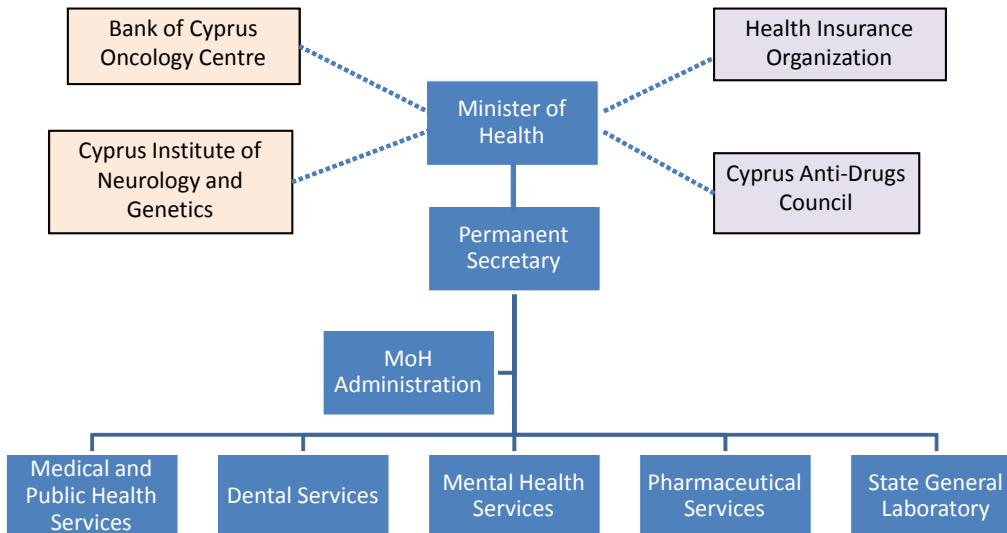 Bank of Cyprus
Oncology Centre
Health Insurance
Organization
Minister of
Health
Cyprus Institute of
Neurology and
Genetics
Cyprus Anti-Drugs
Council
Permanent
Secretary
MoH
Administration
Medical and
Public Health
Services
Dental Services
Mental Health
Services
Pharmaceutical
Services
State General
Laboratory